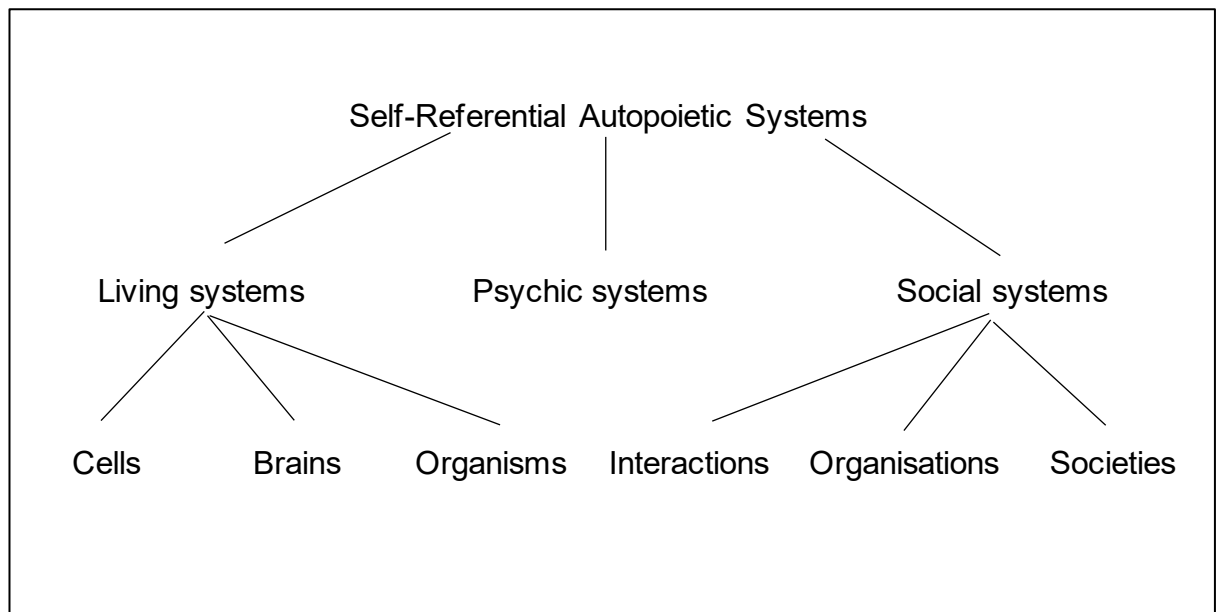 Self-Referential Autopoietic Systems
Living systems Psychic systems Social systems
Cells Brains Organisms Interactions Organisations Societies